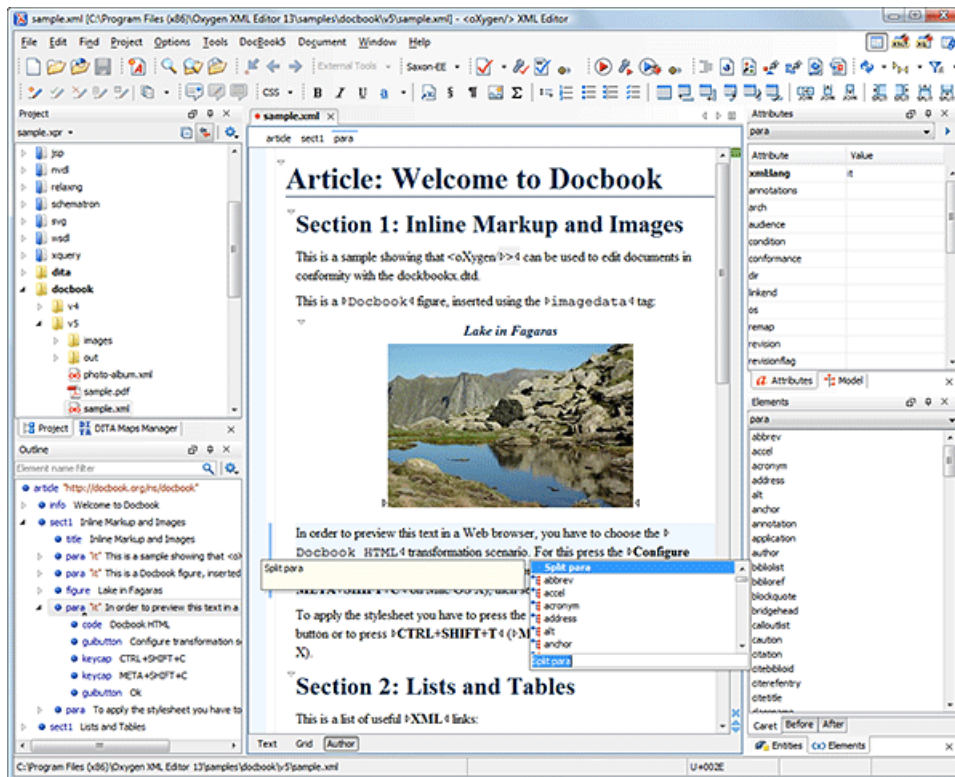 sample.xml [C:\Program Files (x86)\Oxygen XML Editor 13\samples\docbook\v5\sample.xml] - <oXygen/> XML Editor
File Edit Find Project Options Tools DocBook5 Document Window Help
External Tools Saxon-EE
CSS B I U a § ¶ Σ
Project
sample.xpr
jsp
nvdl
relaxng
schematron
svg
wsdl
xquery
dita
docbook
v4
v5
images
out
photo-album.xml
sample.pdf
sample.xml
Project DITA Maps Manager
Outline
Element name filter
article "http://docbook.org/ns/docbook"
info Welcome to Docbook
sect1 Inline Markup and Images
title Inline Markup and Images
para "it" This is a sample showing that <oX
para "it" This is a Docbook figure, inserted
figure Lake in Fagaras
para "it" In order to preview this text in a
code Docbook HTML
guibutton Configure transformation s
keycap CTRL+SHIFT+C
keycap META+SHIFT+C
guibutton Ok
para To apply the stylesheet you have to
sect1 Lists and Tables
sample.xml
article sect1 para
Article: Welcome to Docbook
Section 1: Inline Markup and Images
This is a sample showing that <oXygen/> can be used to edit documents in
conformity with the dockbookx.dtd.
This is a Docbook figure, inserted using the imagedata tag:
Lake in Fagaras
In order to preview this text in a Web browser, you have to choose the
Docbook HTML transformation scenario. For this press the Configure
META+SHIFT+C on Mac OS X), then se
To apply the stylesheet you have to press the
button or to press CTRL+SHIFT+T (M
X).
Section 2: Lists and Tables
This is a list of useful XML links:
Split para
Split para
abbrev
accel
acronym
address
alt
anchor
Split para
Text Grid Author
Attributes
para
Attribute Value
xml:lang it
annotations
arch
audience
condition
conformance
dir
linkend
os
remap
revision
revisionflag
Attributes Model
Elements
para
abbrev
accel
acronym
address
alt
anchor
annotation
application
author
bibliolist
biblioref
blockquote
bridgehead
calloutlist
caution
citation
citebiblioid
citerefentry
citetitle
Caret Before After
Entities Elements
C:\Program Files (x86)\Oxygen XML Editor 13\samples\docbook\v5\sample.xml
U+002E